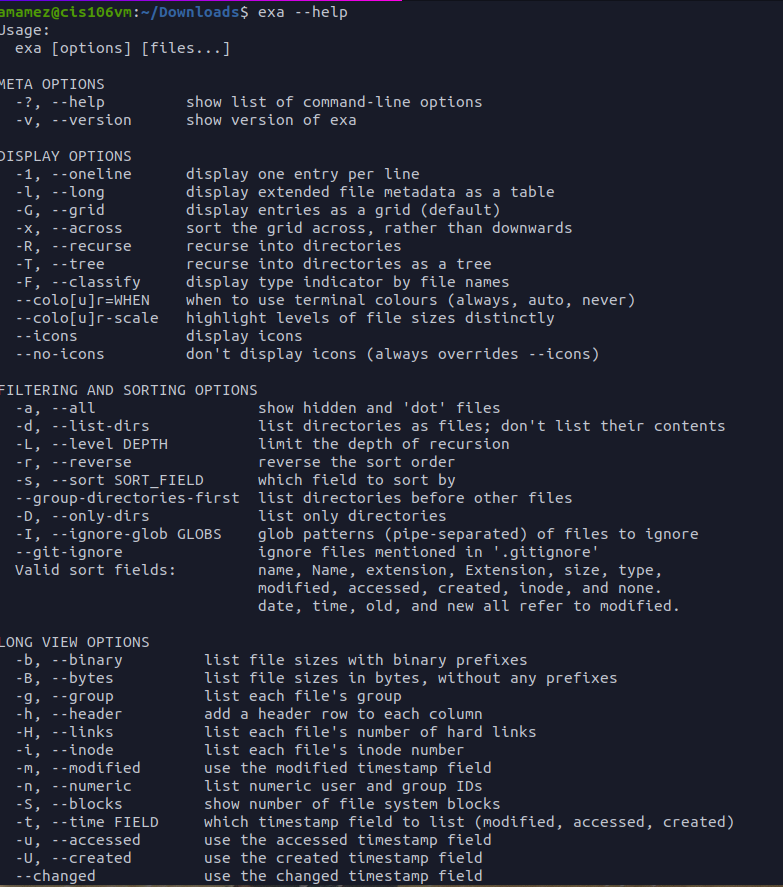 amamez@cis106vm:~/Downloads$ exa --help
Usage:
  exa [options] [files...]

META OPTIONS
  -?, --help         show list of command-line options
  -v, --version      show version of exa

DISPLAY OPTIONS
  -1, --oneline      display one entry per line
  -l, --long         display extended file metadata as a table
  -G, --grid         display entries as a grid (default)
  -x, --across       sort the grid across, rather than downwards
  -R, --recurse      recurse into directories
  -T, --tree         recurse into directories as a tree
  -F, --classify     display type indicator by file names
  --colo[u]r=WHEN    when to use terminal colours (always, auto, never)
  --colo[u]r-scale   highlight levels of file sizes distinctly
  --icons            display icons
  --no-icons         don't display icons (always overrides --icons)

FILTERING AND SORTING OPTIONS
  -a, --all                  show hidden and 'dot' files
  -d, --list-dirs            list directories as files; don't list their contents
  -L, --level DEPTH          limit the depth of recursion
  -r, --reverse              reverse the sort order
  -s, --sort SORT_FIELD      which field to sort by
  --group-directories-first  list directories before other files
  -D, --only-dirs            list only directories
  -I, --ignore-glob GLOBS    glob patterns (pipe-separated) of files to ignore
  --git-ignore               ignore files mentioned in '.gitignore'
  Valid sort fields:         name, Name, extension, Extension, size, type,
                             modified, accessed, created, inode, and none.
                             date, time, old, and new all refer to modified.

LONG VIEW OPTIONS
  -b, --binary         list file sizes with binary prefixes
  -B, --bytes          list file sizes in bytes, without any prefixes
  -g, --group          list each file's group
  -h, --header         add a header row to each column
  -H, --links          list each file's number of hard links
  -i, --inode          list each file's inode number
  -m, --modified       use the modified timestamp field
  -n, --numeric        list numeric user and group IDs
  -S, --blocks         show number of file system blocks
  -t, --time FIELD     which timestamp field to list (modified, accessed, created)
  -u, --accessed       use the accessed timestamp field
  -U, --created        use the created timestamp field
  --changed            use the changed timestamp field